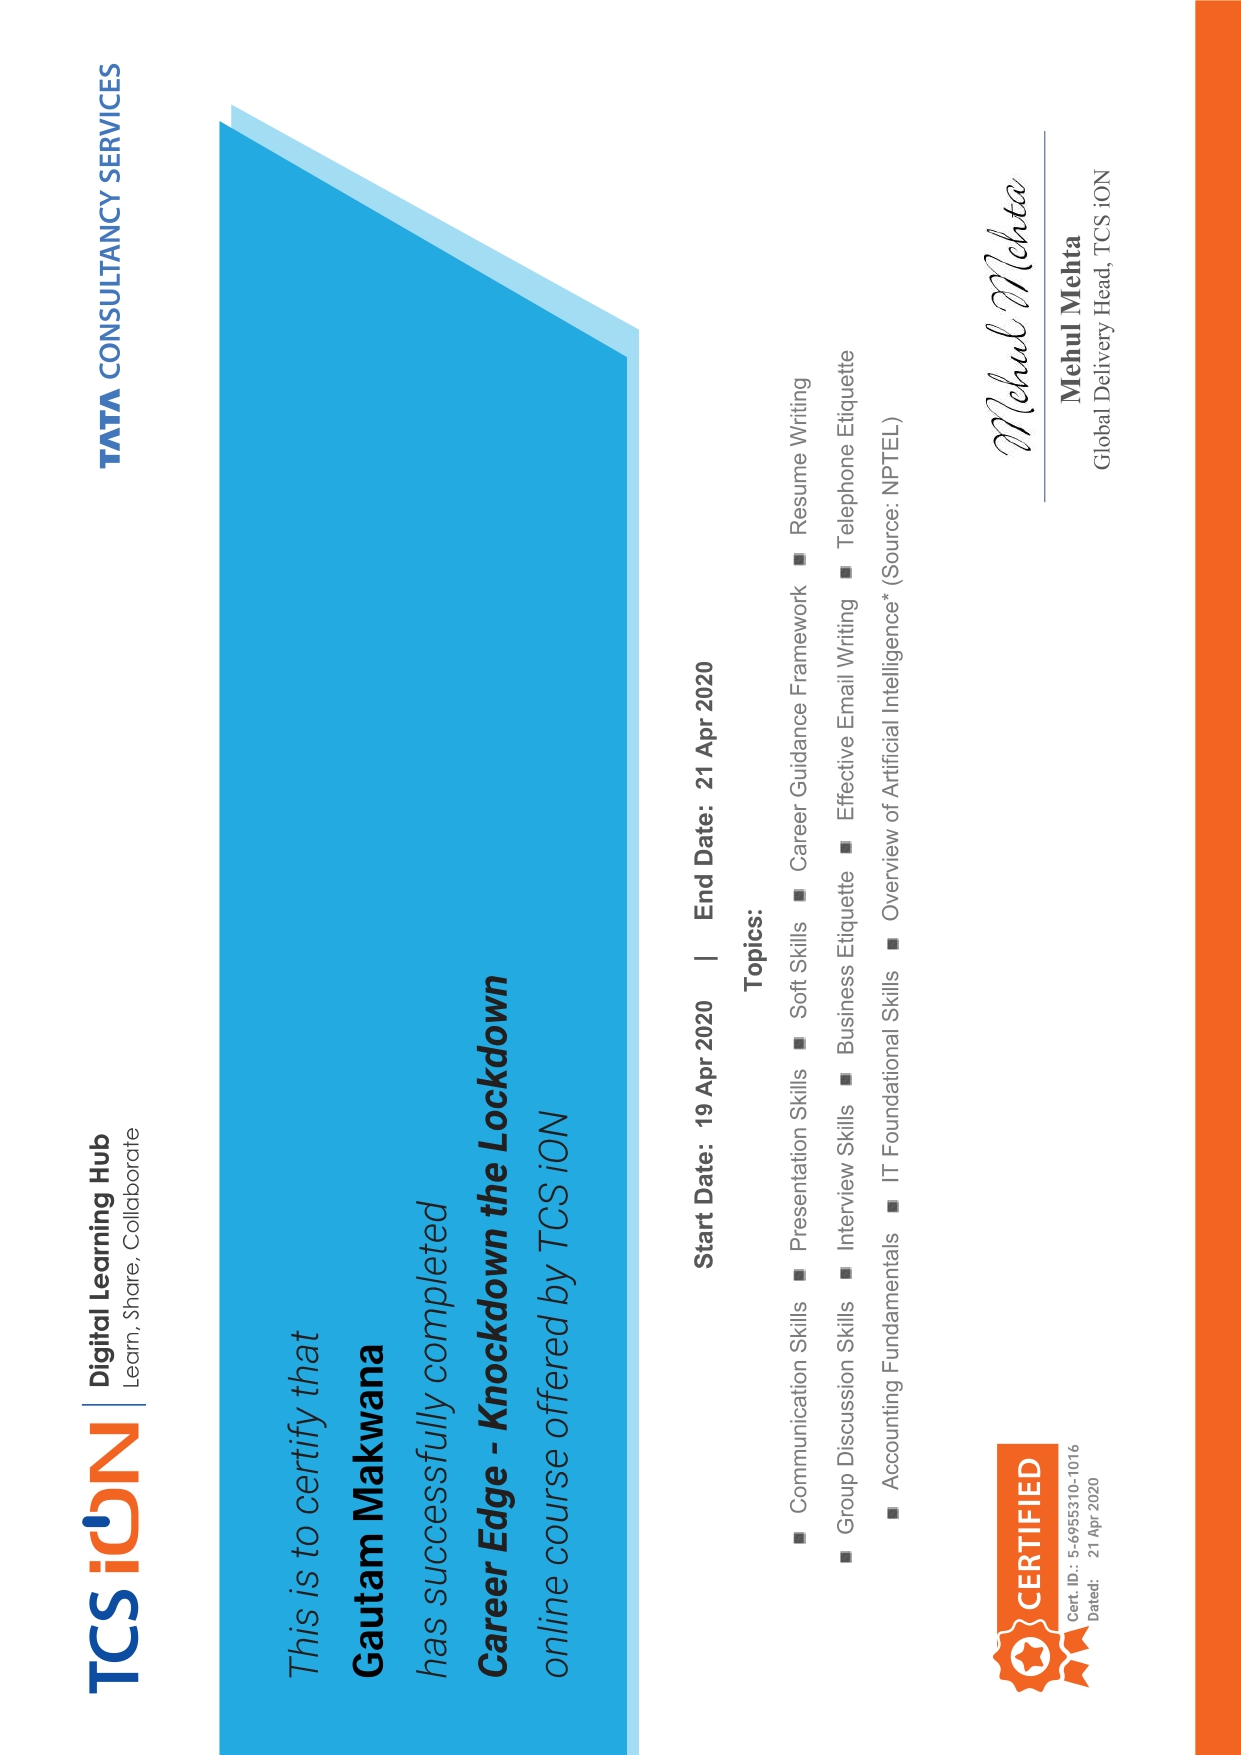 TCS iON
Digital Learning Hub
Learn, Share, Collaborate
TATA CONSULTANCY SERVICES
This is to certify that
Gautam Makwana
has successfully completed
Career Edge - Knockdown the Lockdown
online course offered by TCS iON
Start Date: 19 Apr 2020 | End Date: 21 Apr 2020
Topics:
▪ Communication Skills ▪ Presentation Skills ▪ Soft Skills ▪ Career Guidance Framework ▪ Resume Writing
▪ Group Discussion Skills ▪ Interview Skills ▪ Business Etiquette ▪ Effective Email Writing ▪ Telephone Etiquette
▪ Accounting Fundamentals ▪ IT Foundational Skills ▪ Overview of Artificial Intelligence* (Source: NPTEL)
CERTIFIED
Cert. ID.: 5-6955310-1016
Dated: 21 Apr 2020
Mehul Mehta
Mehul Mehta
Global Delivery Head, TCS iON